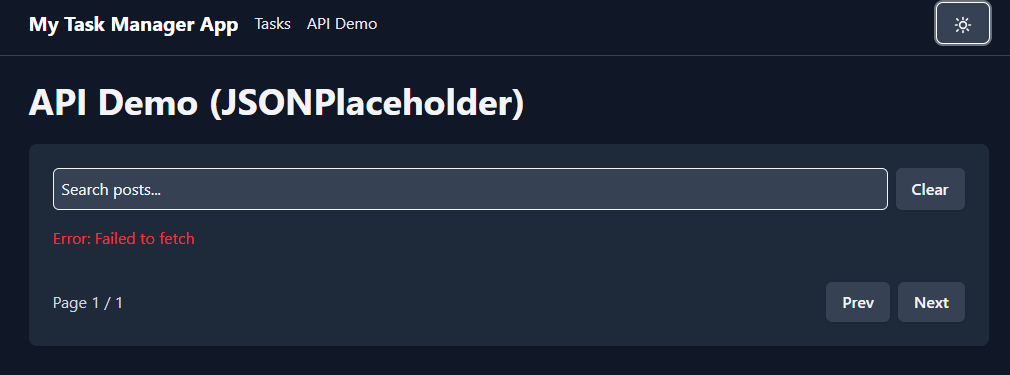 My Task Manager App Tasks API Demo
API Demo (JSONPlaceholder)
Search posts... Clear
Error: Failed to fetch
Page 1 / 1 Prev Next